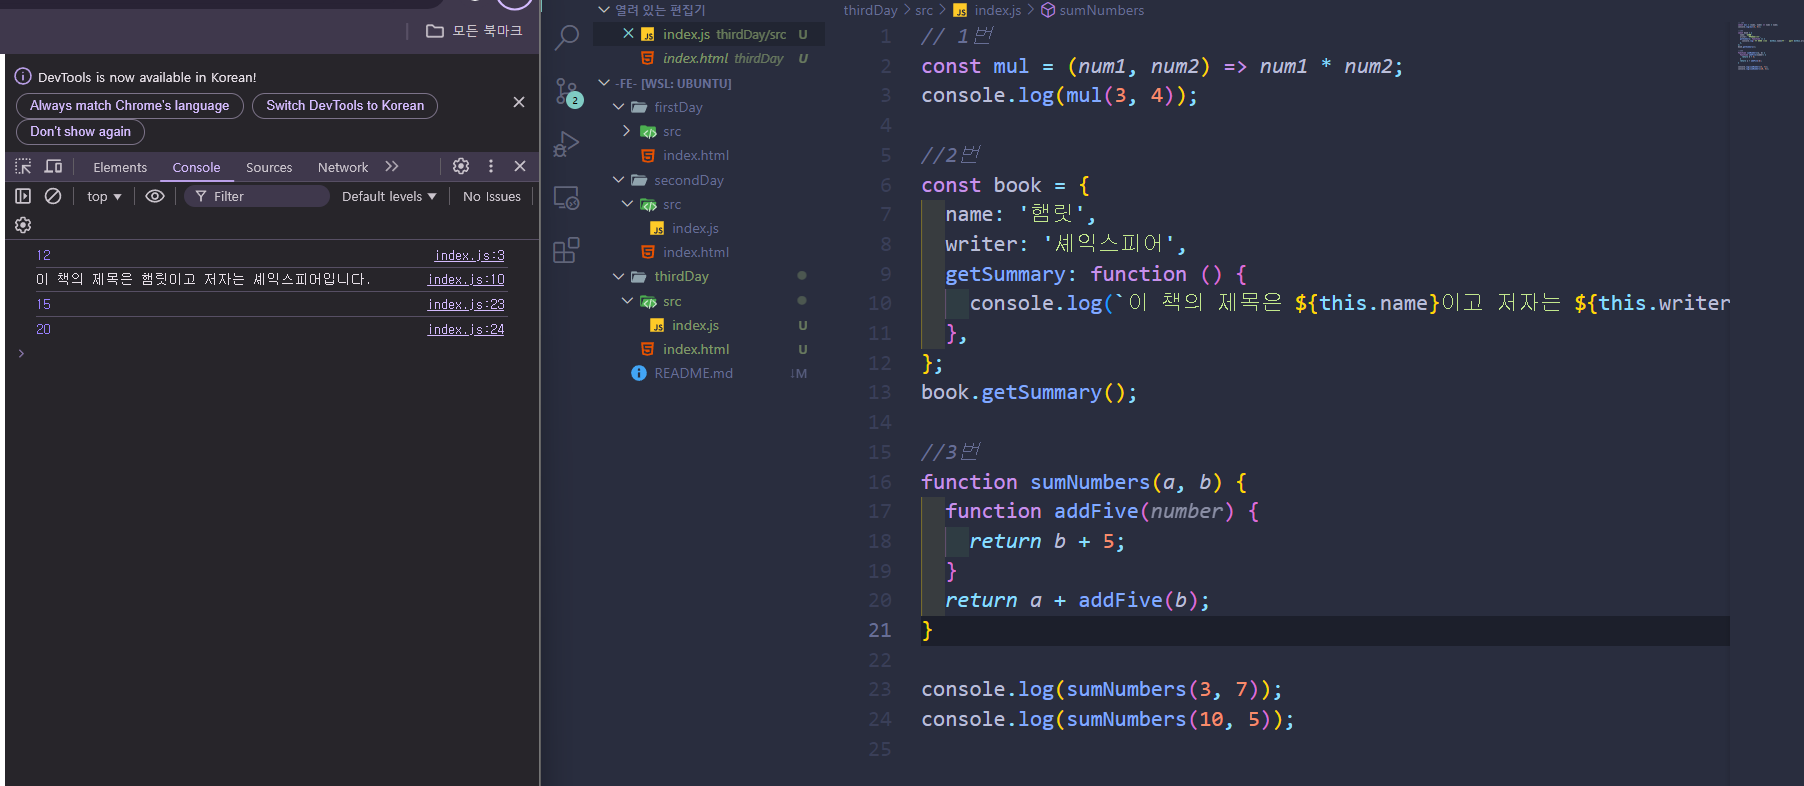 모든 북마크
DevTools is now available in Korean!
Always match Chrome's language
Switch DevTools to Korean
Don't show again
Elements
Console
Sources
Network
top
Filter
Default levels
No Issues
12 index.js:3
이 책의 제목은 햄릿이고 저자는 셰익스피어입니다. index.js:10
15 index.js:23
20 index.js:24
열려 있는 편집기
index.js thirdDay/src U
index.html thirdDay U
-FE- [WSL: UBUNTU]
2
firstDay
src
index.html
secondDay
src
index.js
index.html
thirdDay
src
index.js U
index.html U
README.md ↓M
thirdDay > src > JS index.js > sumNumbers
1 // 1번
2 const mul = (num1, num2) => num1 * num2;
3 console.log(mul(3, 4));
4
5 //2번
6 const book = {
7 name: '햄릿',
8 writer: '셰익스피어',
9 getSummary: function () {
10 console.log(`이 책의 제목은 ${this.name}이고 저자는 ${this.writer
11 },
12 };
13 book.getSummary();
14
15 //3번
16 function sumNumbers(a, b) {
17 function addFive(number) {
18 return b + 5;
19 }
20 return a + addFive(b);
21 }
22
23 console.log(sumNumbers(3, 7));
24 console.log(sumNumbers(10, 5));
25